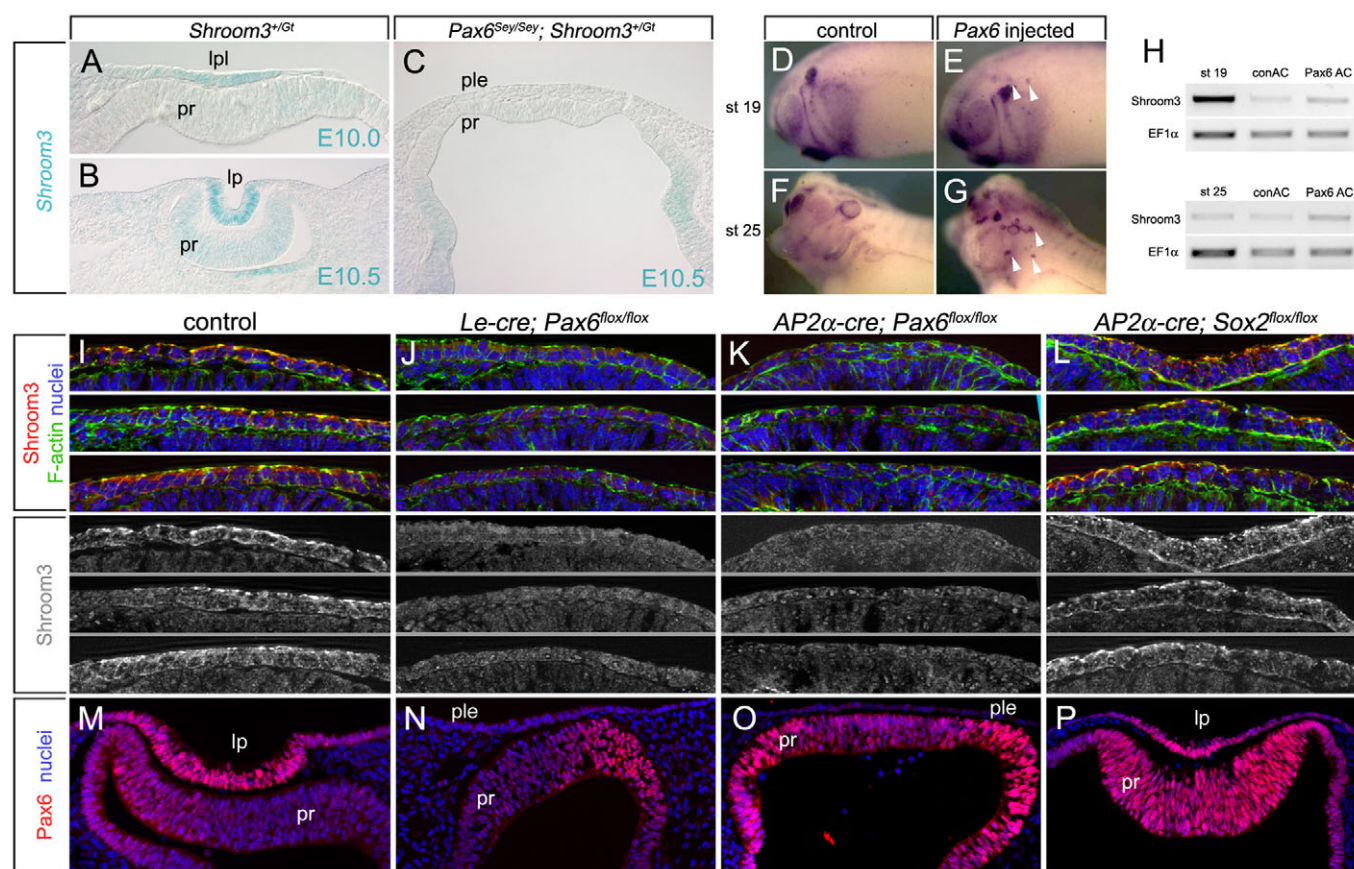 Shroom3+/Gt
Pax6Sey/Sey; Shroom3+/Gt
control
Pax6 injected
Shroom3
A
lpl
pr
E10.0
B
lp
pr
E10.5
C
ple
pr
E10.5
st 19
D
E
st 25
F
G
H
st 19
conAC
Pax6 AC
Shroom3
EF1α
st 25
conAC
Pax6 AC
Shroom3
EF1α
control
Le-cre; Pax6flox/flox
AP2α-cre; Pax6flox/flox
AP2α-cre; Sox2flox/flox
Shroom3
F-actin nuclei
I
J
K
L
Shroom3
Pax6 nuclei
M
lp
pr
N
ple
pr
O
ple
pr
P
lp
pr